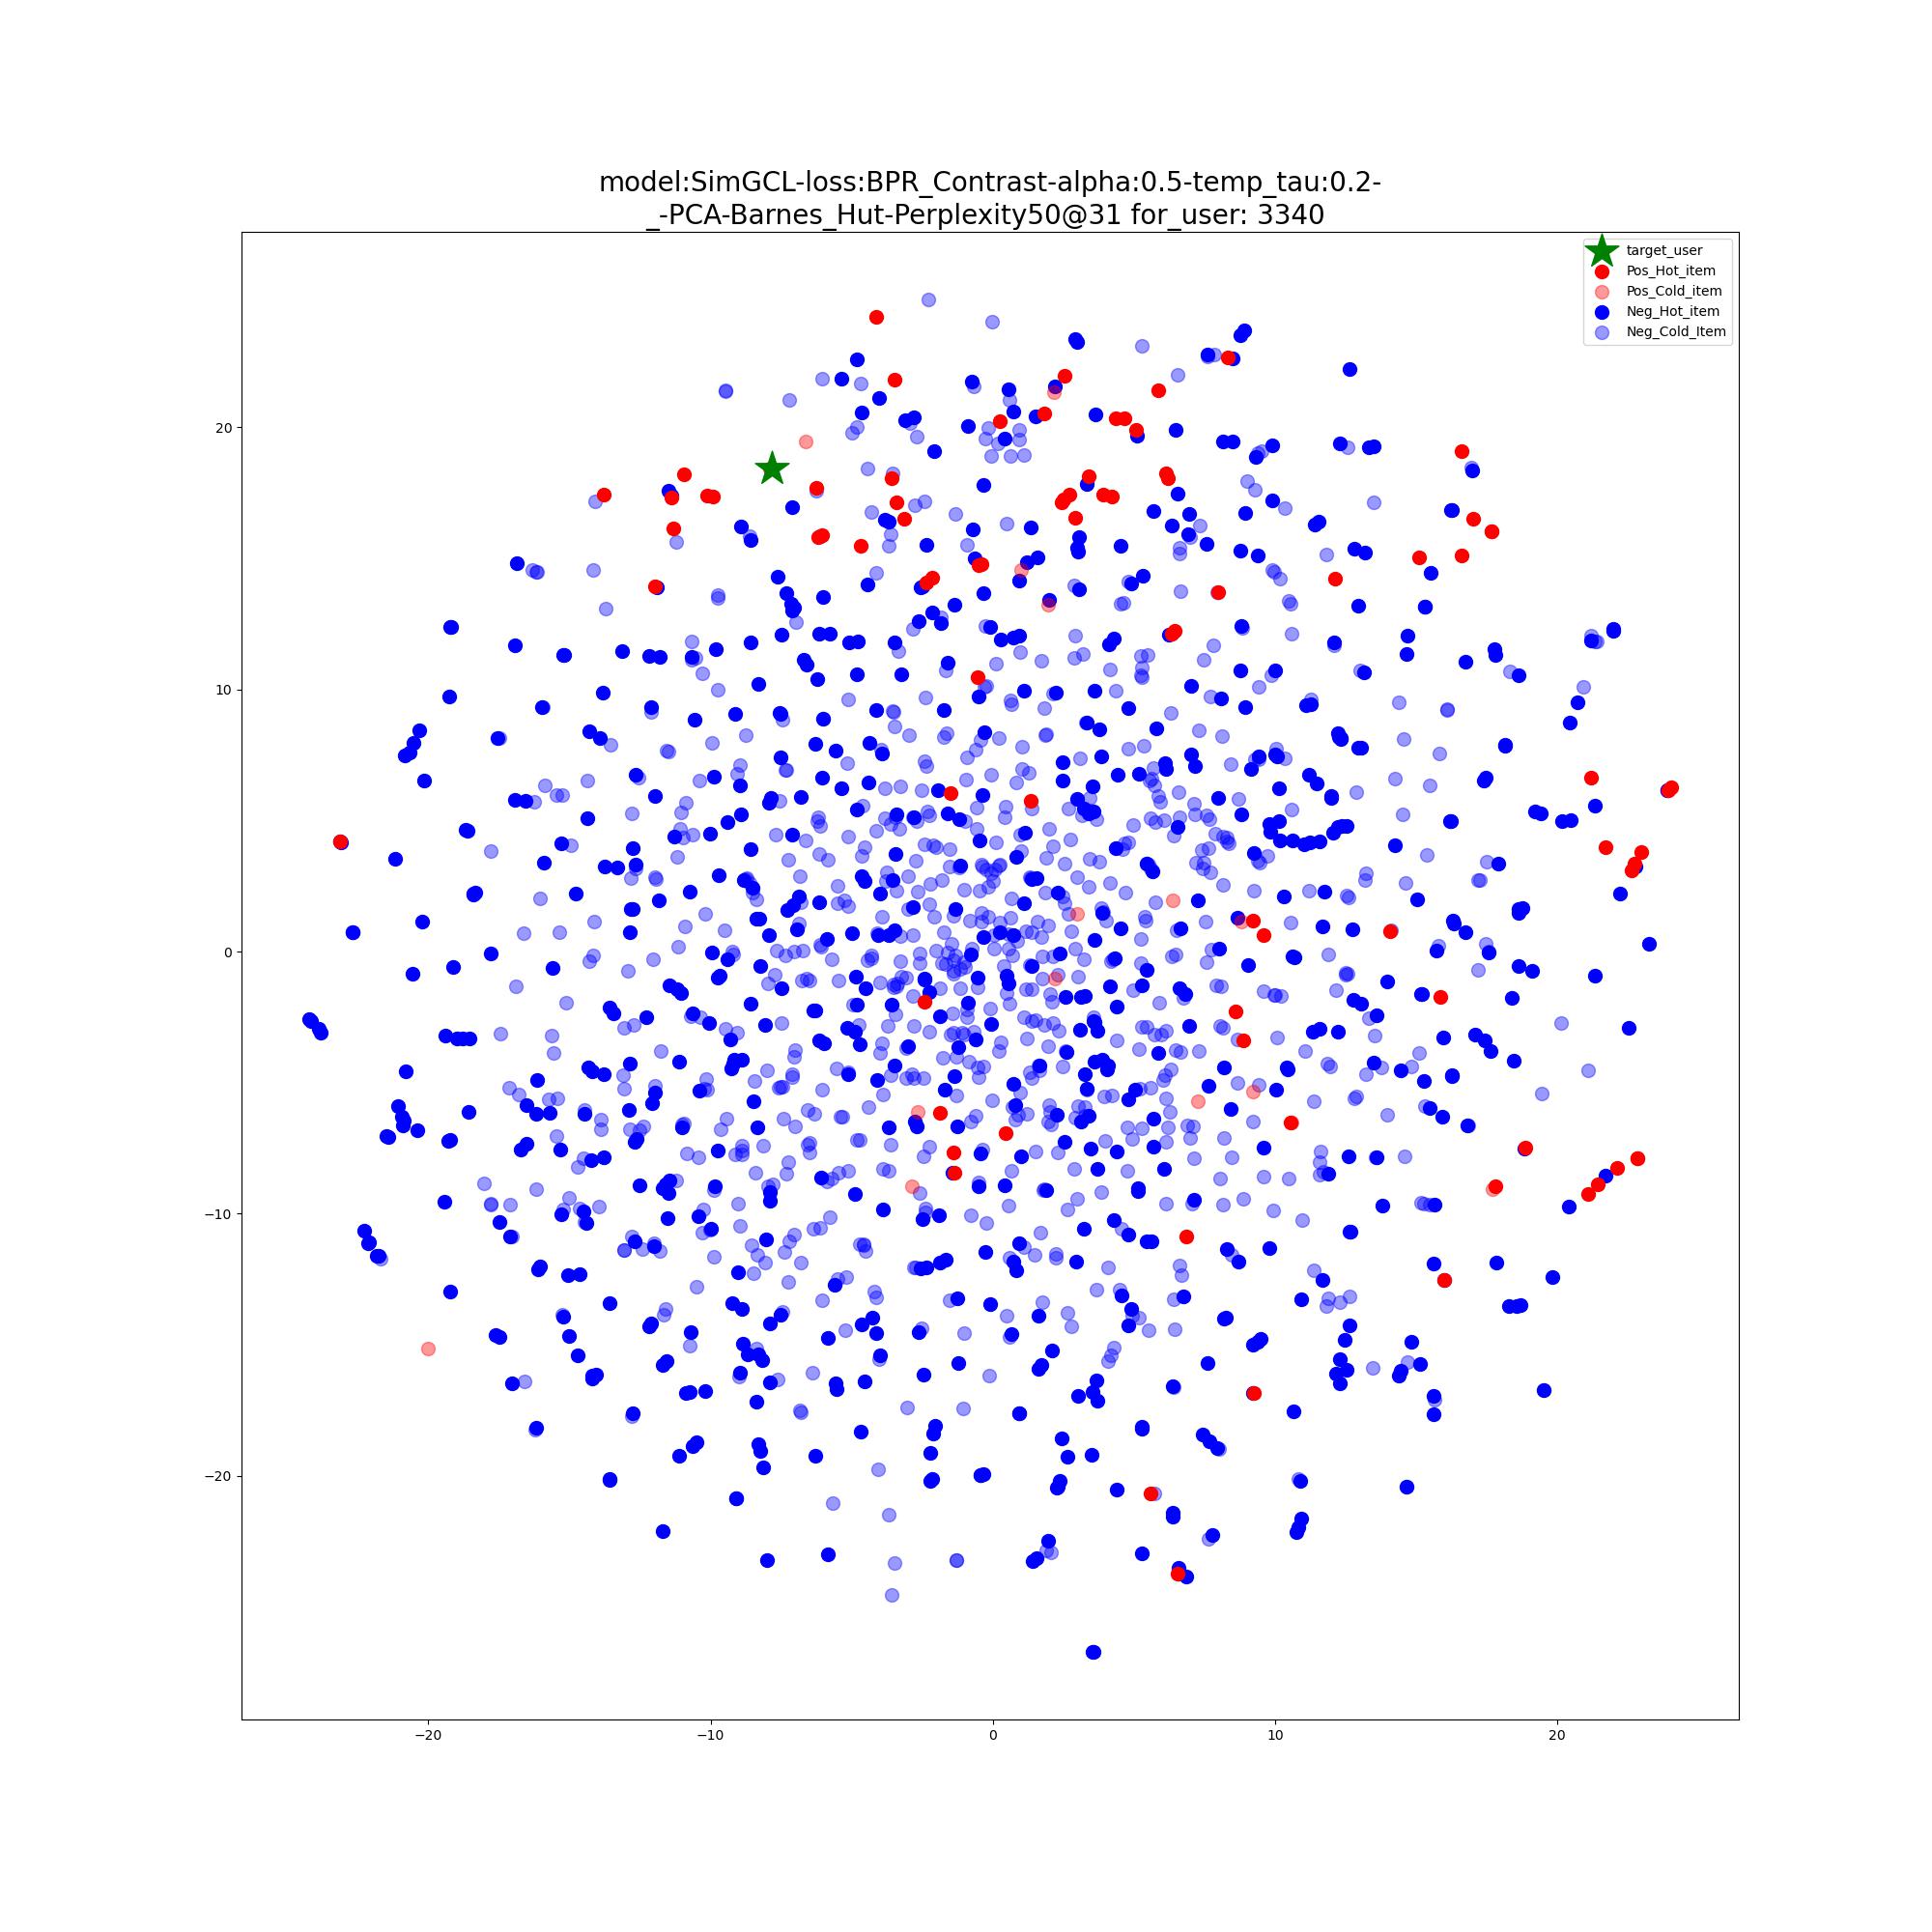 model:SimGCL-loss:BPR_Contrast-alpha:0.5-temp_tau:0.2-
_-PCA-Barnes_Hut-Perplexity50@31 for_user: 3340
target_user
Pos_Hot_item
Pos_Cold_item
Neg_Hot_item
Neg_Cold_Item
20
10
0
−10
−20
−20
−10
0
10
20